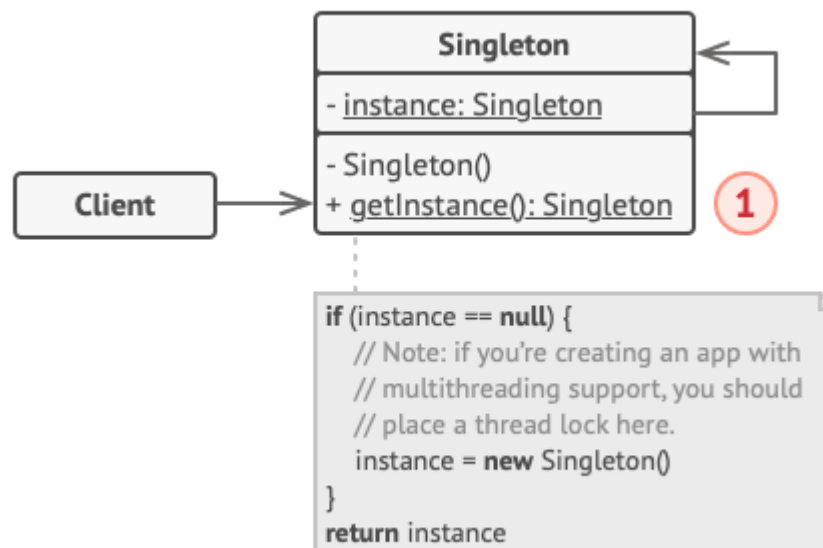 Singleton
- instance: Singleton
- Singleton()
+ getInstance(): Singleton
Client
1
if (instance == null) {
// Note: if you’re creating an app with
// multithreading support, you should
// place a thread lock here.
instance = new Singleton()
}
return instance